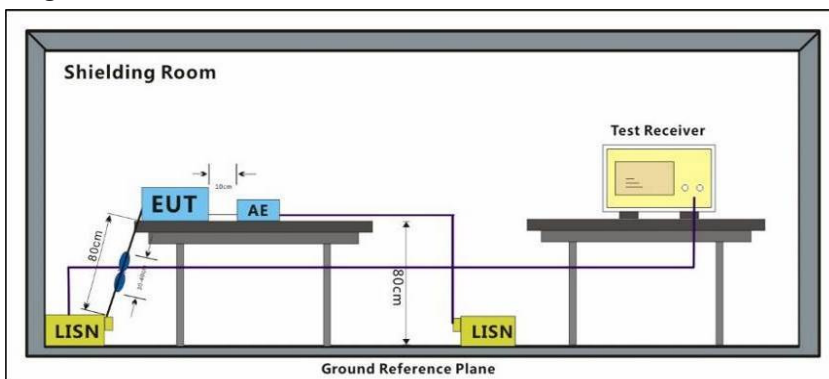 Shielding Room
Test Receiver
10cm
EUT
AE
80cm
80cm
LISN
LISN
Ground Reference Plane